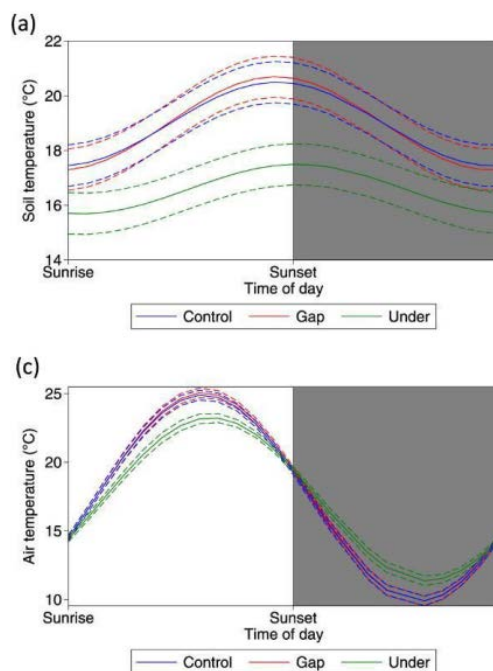 (a)
22
20
18
16
14
Soil temperature (°C)
Sunrise
Sunset
Time of day
Control
Gap
Under
(c)
25
20
15
10
Air temperature (°C)
Sunrise
Sunset
Time of day
Control
Gap
Under